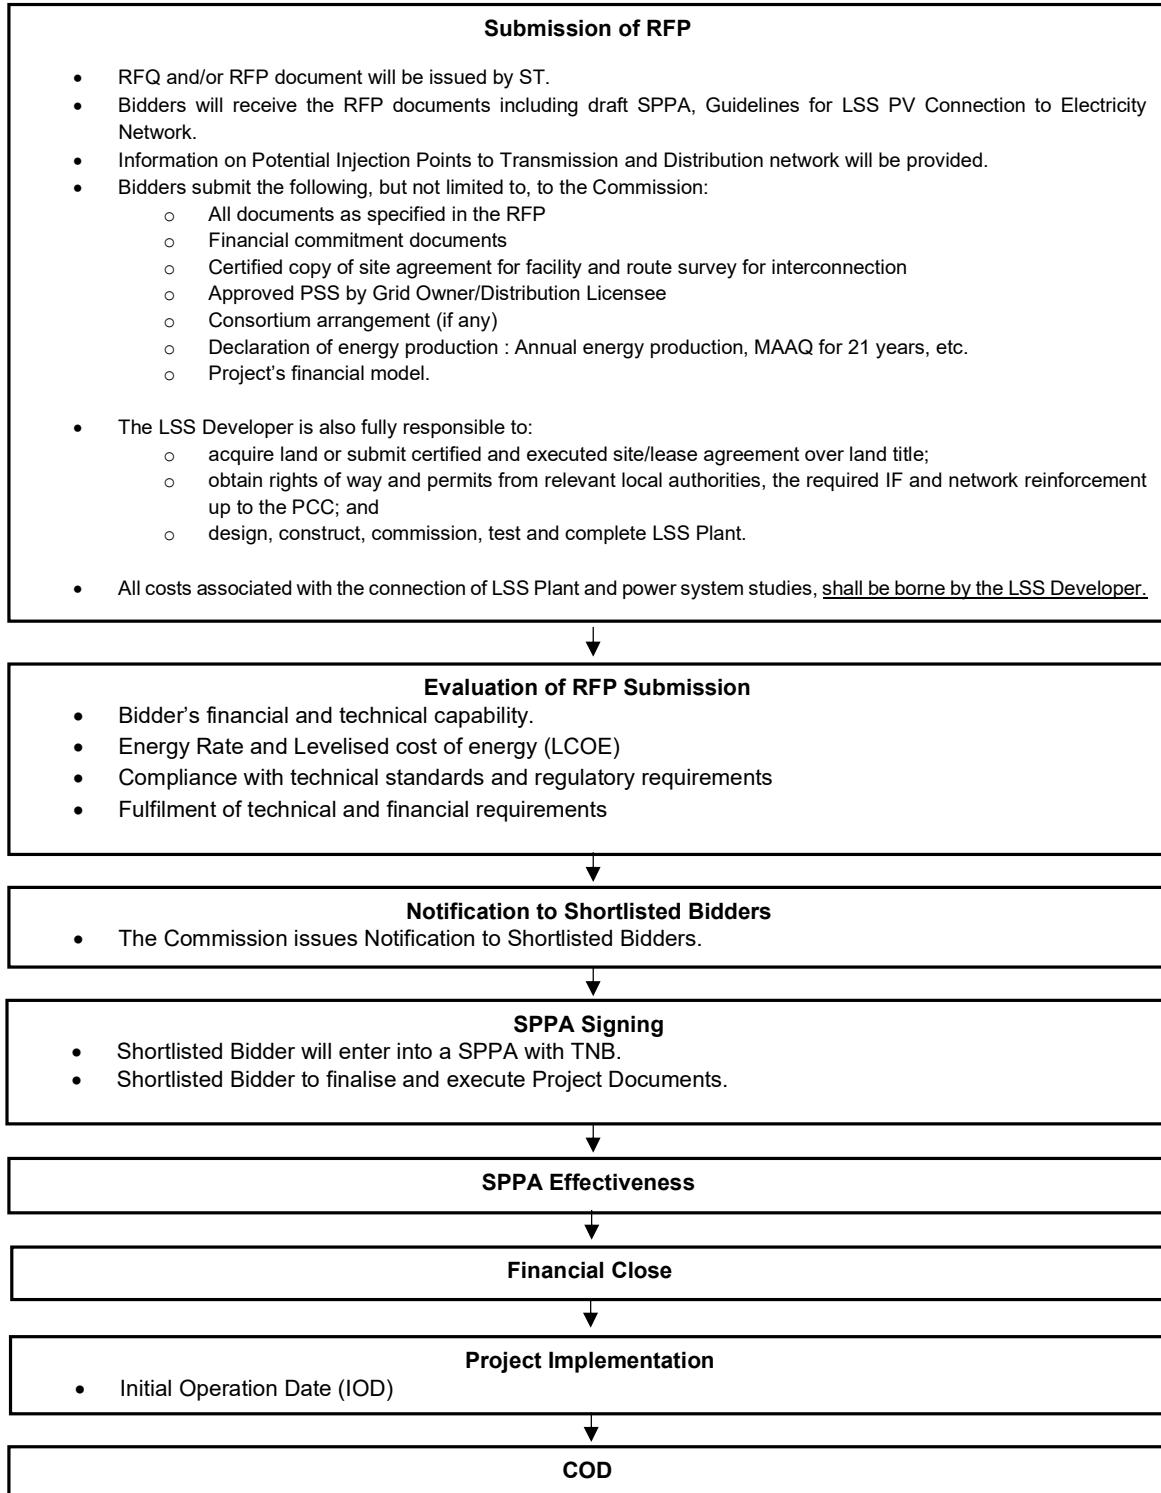 Submission of RFP
• RFQ and/or RFP document will be issued by ST.
• Bidders will receive the RFP documents including draft SPPA, Guidelines for LSS PV Connection to Electricity
Network.
• Information on Potential Injection Points to Transmission and Distribution network will be provided.
• Bidders submit the following, but not limited to, to the Commission:
o All documents as specified in the RFP
o Financial commitment documents
o Certified copy of site agreement for facility and route survey for interconnection
o Approved PSS by Grid Owner/Distribution Licensee
o Consortium arrangement (if any)
o Declaration of energy production : Annual energy production, MAAQ for 21 years, etc.
o Project's financial model.
• The LSS Developer is also fully responsible to:
o acquire land or submit certified and executed site/lease agreement over land title;
o obtain rights of way and permits from relevant local authorities, the required IF and network reinforcement
up to the PCC; and
o design, construct, commission, test and complete LSS Plant.
• All costs associated with the connection of LSS Plant and power system studies, shall be borne by the LSS Developer.
Evaluation of RFP Submission
• Bidder's financial and technical capability.
• Energy Rate and Levelised cost of energy (LCOE)
• Compliance with technical standards and regulatory requirements
• Fulfilment of technical and financial requirements
Notification to Shortlisted Bidders
• The Commission issues Notification to Shortlisted Bidders.
SPPA Signing
• Shortlisted Bidder will enter into a SPPA with TNB.
• Shortlisted Bidder to finalise and execute Project Documents.
SPPA Effectiveness
Financial Close
Project Implementation
• Initial Operation Date (IOD)
COD